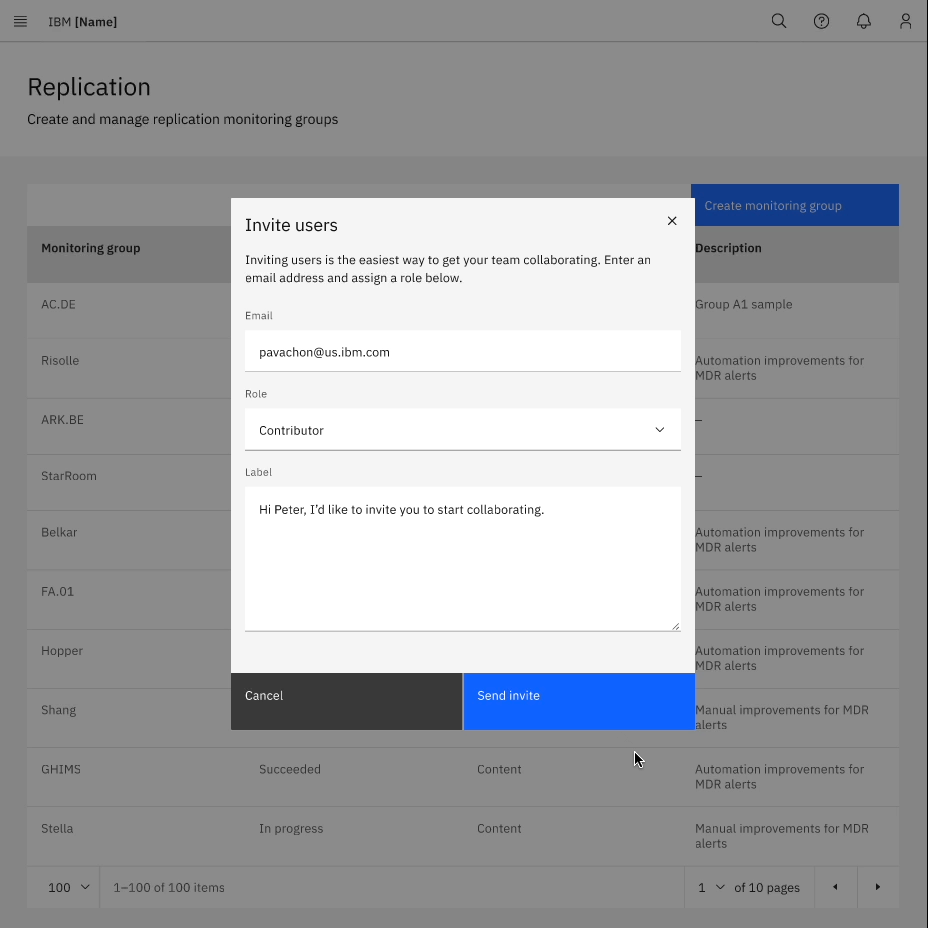 IBM [Name]
Replication
Create and manage replication monitoring groups
Create monitoring group
Invite users
Inviting users is the easiest way to get your team collaborating. Enter an
email address and assign a role below.
Email
pavachon@us.ibm.com
Role
Contributor
Label
Hi Peter, I’d like to invite you to start collaborating.
Cancel
Send invite
Monitoring group
Description
AC.DE
Group A1 sample
Risolle
Automation improvements for
MDR alerts
ARK.BE
–
StarRoom
–
Belkar
Automation improvements for
MDR alerts
FA.01
Automation improvements for
MDR alerts
Hopper
Automation improvements for
MDR alerts
Shang
Manual improvements for MDR
alerts
GHIMS
Succeeded
Content
Automation improvements for
MDR alerts
Stella
In progress
Content
Manual improvements for MDR
alerts
100
1–100 of 100 items
1
of 10 pages